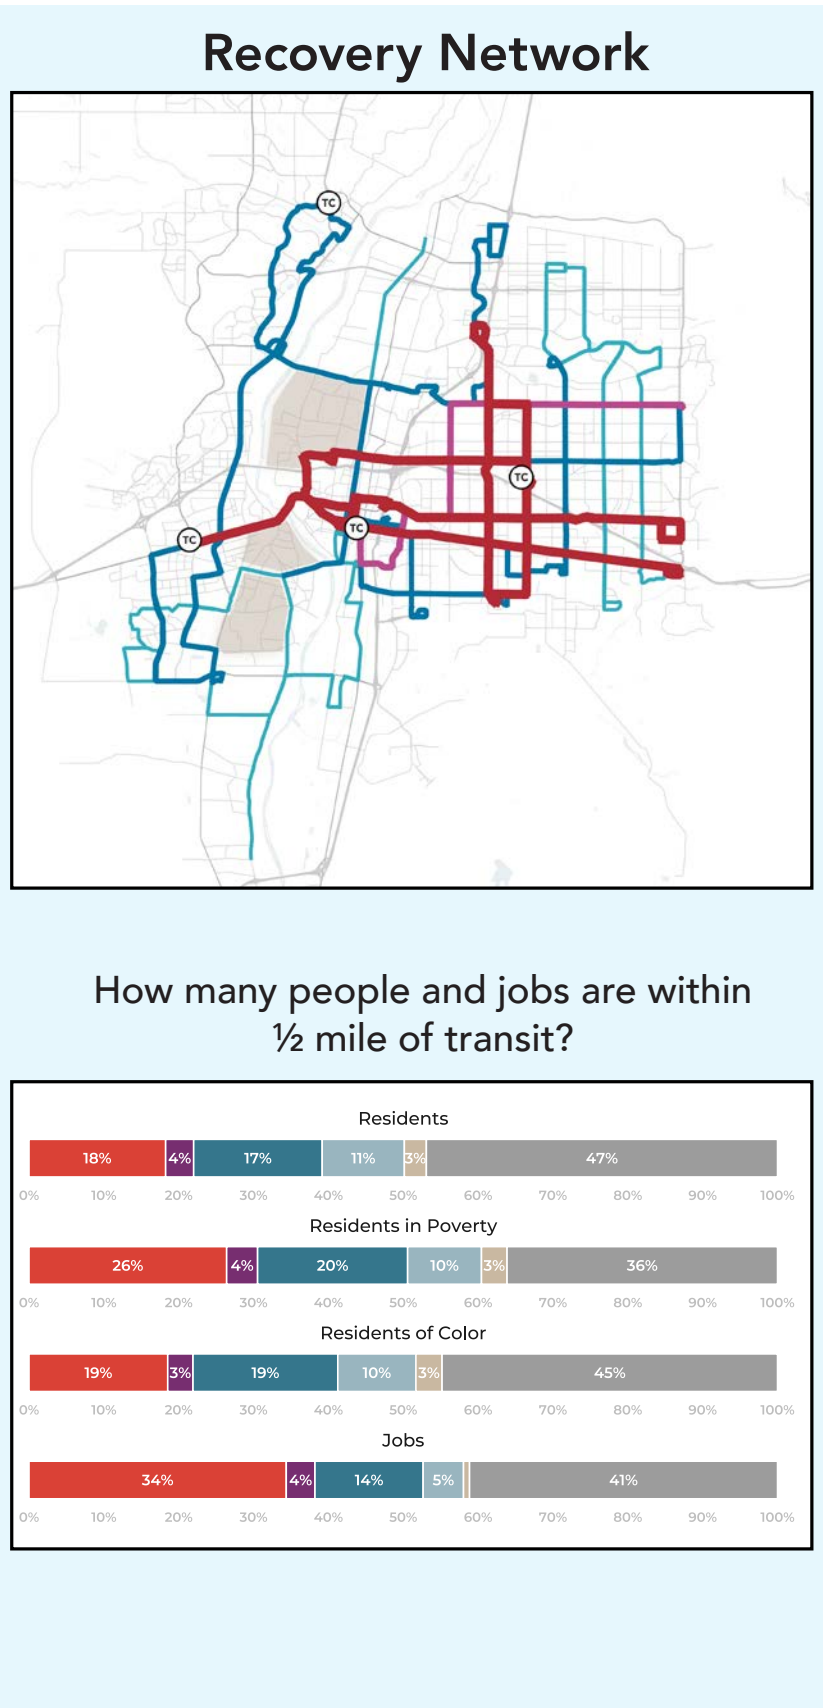 Recovery Network
TC
TC
TC
TC
How many people and jobs are within
½ mile of transit?
Residents
18% 4% 17% 11% 3% 47%
0% 10% 20% 30% 40% 50% 60% 70% 80% 90% 100%
Residents in Poverty
26% 4% 20% 10% 3% 36%
0% 10% 20% 30% 40% 50% 60% 70% 80% 90% 100%
Residents of Color
19% 3% 19% 10% 3% 45%
0% 10% 20% 30% 40% 50% 60% 70% 80% 90% 100%
Jobs
34% 4% 14% 5% 41%
0% 10% 20% 30% 40% 50% 60% 70% 80% 90% 100%